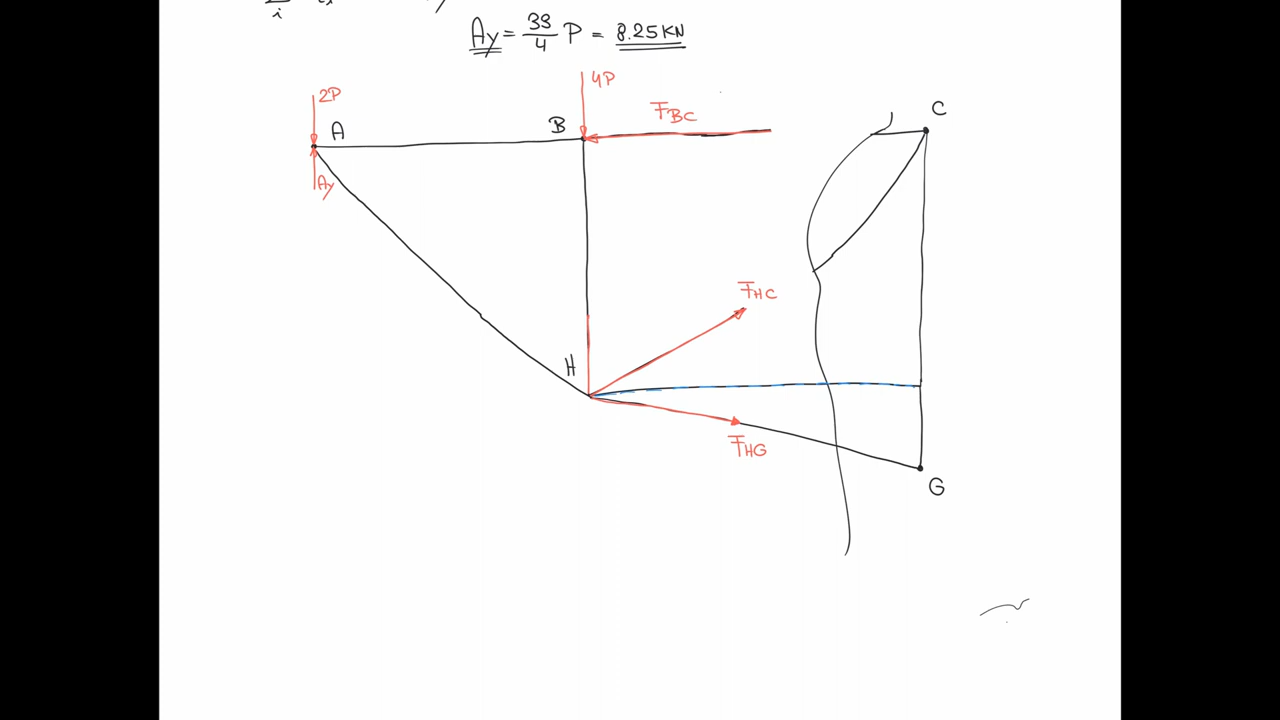 Ay = 33/4 P = 8.25 KN
2P
4P
A
B
F_BC
C
Ay
F_HC
H
F_HG
G